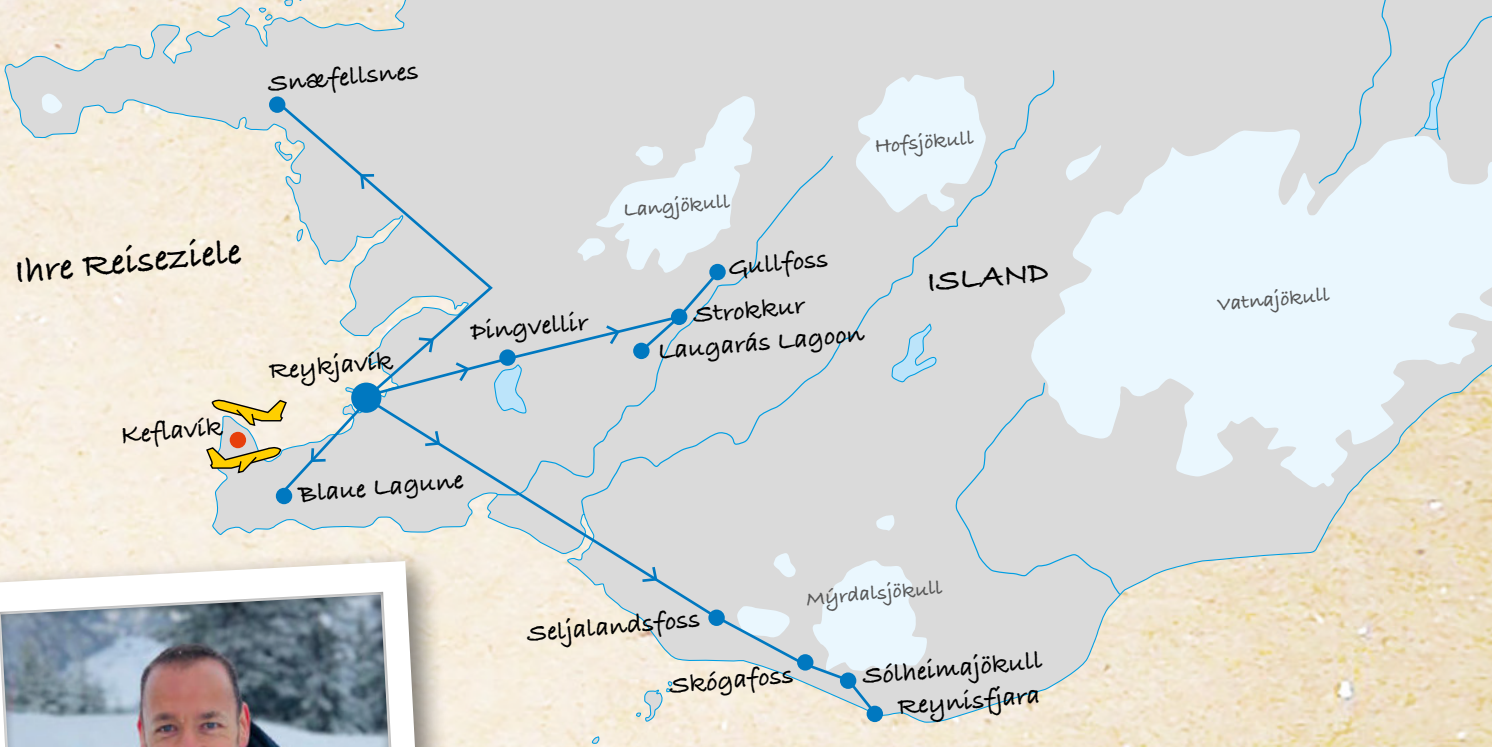 Snæfellsnes
Hofsjökull
Langjökull
Ihre Reiseziele
Gullfoss
ISLAND
Vatnajökull
Strokkur
Þingvellir
Laugarás Lagoon
Reykjavík
Keflavík
Blaue Lagune
Mýrdalsjökull
Seljalandsfoss
Skógafoss
Sólheimajökull
Reynisfjara